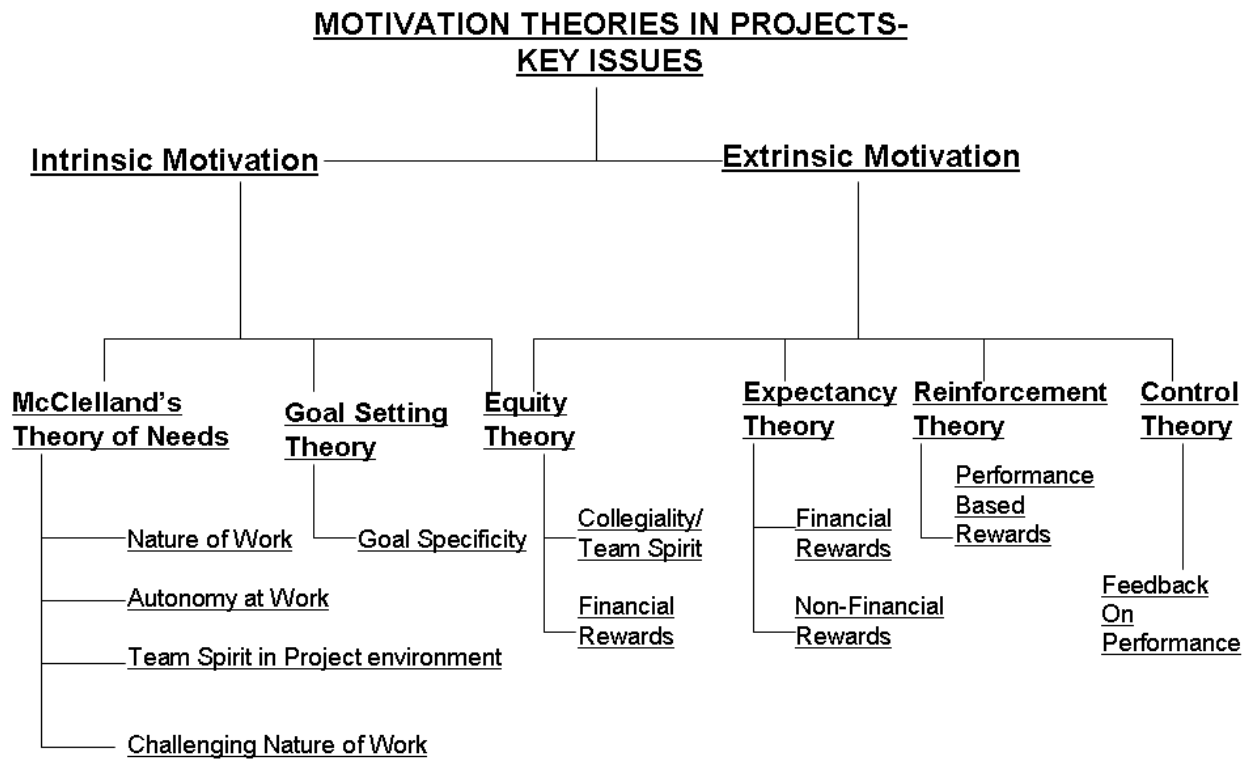 MOTIVATION THEORIES IN PROJECTS-
KEY ISSUES
Intrinsic Motivation
Extrinsic Motivation
McClelland's
Theory of Needs
Goal Setting
Theory
Equity
Theory
Expectancy
Theory
Reinforcement
Theory
Control
Theory
Nature of Work
Autonomy at Work
Team Spirit in Project environment
Challenging Nature of Work
Goal Specificity
Collegiality/
Team Spirit
Financial
Rewards
Financial
Rewards
Non-Financial
Rewards
Performance
Based
Rewards
Feedback
On
Performance